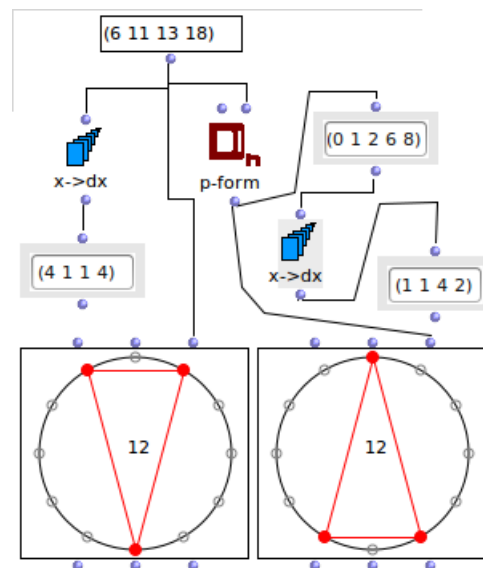 (6 11 13 18)
x->dx
p-form
(0 1 2 6 8)
x->dx
(4 1 1 4)
(1 1 4 2)
12
12